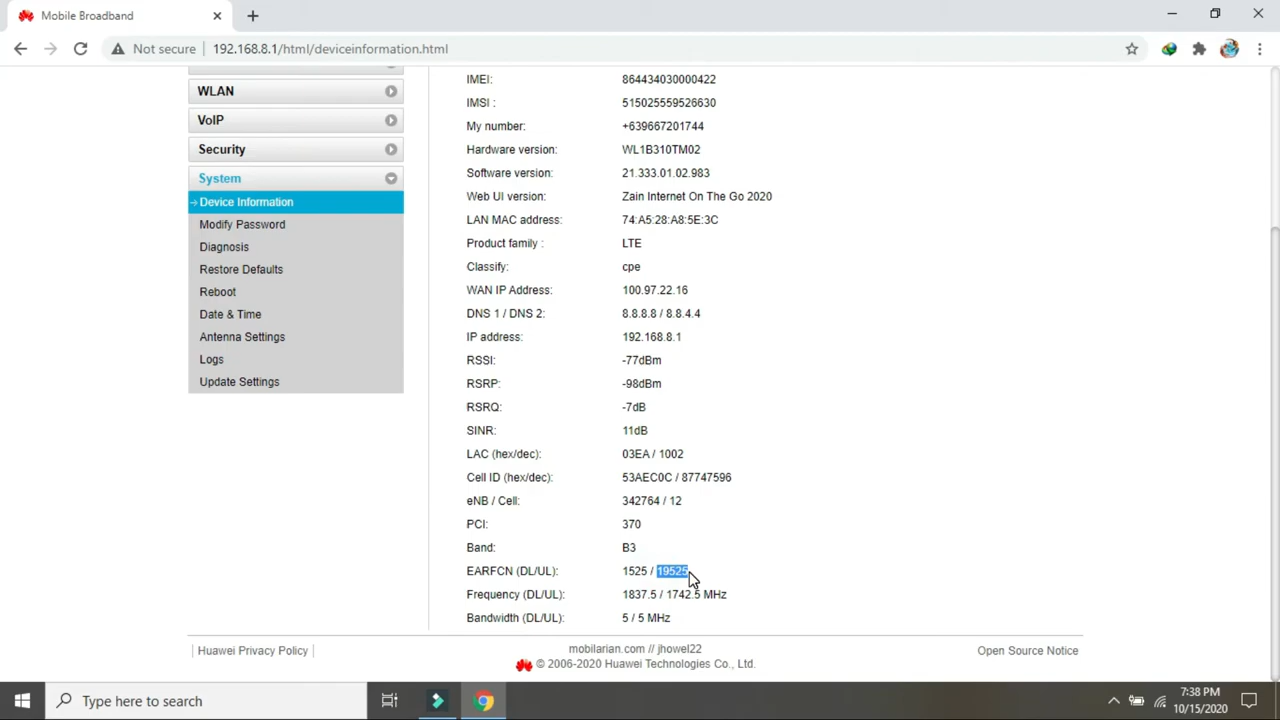 Mobile Broadband
Not secure | 192.168.8.1/html/deviceinformation.html
WLAN
VoIP
Security
System
Device Information
Modify Password
Diagnosis
Restore Defaults
Reboot
Date & Time
Antenna Settings
Logs
Update Settings
IMEI: 864434030000422
IMSI : 515025559526630
My number: +639667201744
Hardware version: WL1B310TM02
Software version: 21.333.01.02.983
Web UI version: Zain Internet On The Go 2020
LAN MAC address: 74:A5:28:A8:5E:3C
Product family : LTE
Classify: cpe
WAN IP Address: 100.97.22.16
DNS 1 / DNS 2: 8.8.8.8 / 8.8.4.4
IP address: 192.168.8.1
RSSI: -77dBm
RSRP: -98dBm
RSRQ: -7dB
SINR: 11dB
LAC (hex/dec): 03EA / 1002
Cell ID (hex/dec): 53AEC0C / 87747596
eNB / Cell: 342764 / 12
PCI: 370
Band: B3
EARFCN (DL/UL): 1525 / 19525
Frequency (DL/UL): 1837.5 / 1742.5 MHz
Bandwidth (DL/UL): 5 / 5 MHz
Huawei Privacy Policy
mobilarian.com // jhowel22
© 2006-2020 Huawei Technologies Co., Ltd.
Open Source Notice
Type here to search
7:38 PM
10/15/2020